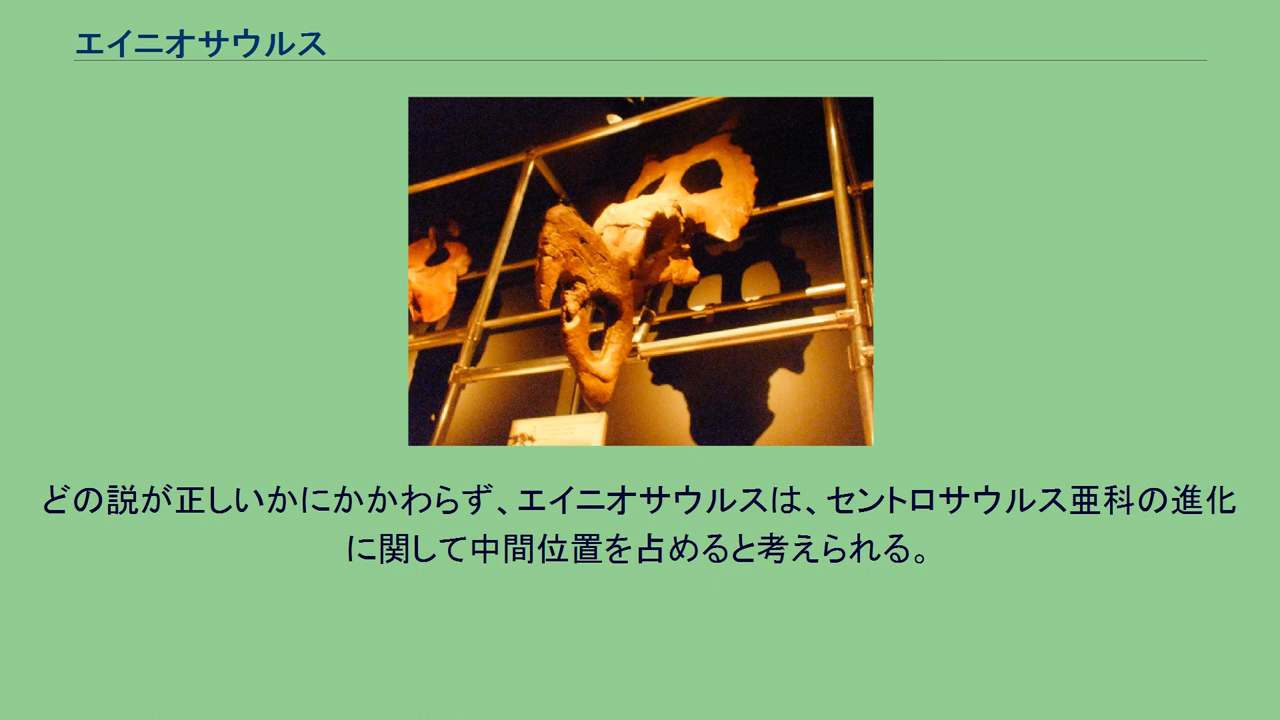 エイニオサウルス
どの説が正しいかにかかわらず、エイニオサウルスは、セントロサウルス亜科の進化
に関して中間位置を占めると考えられる。